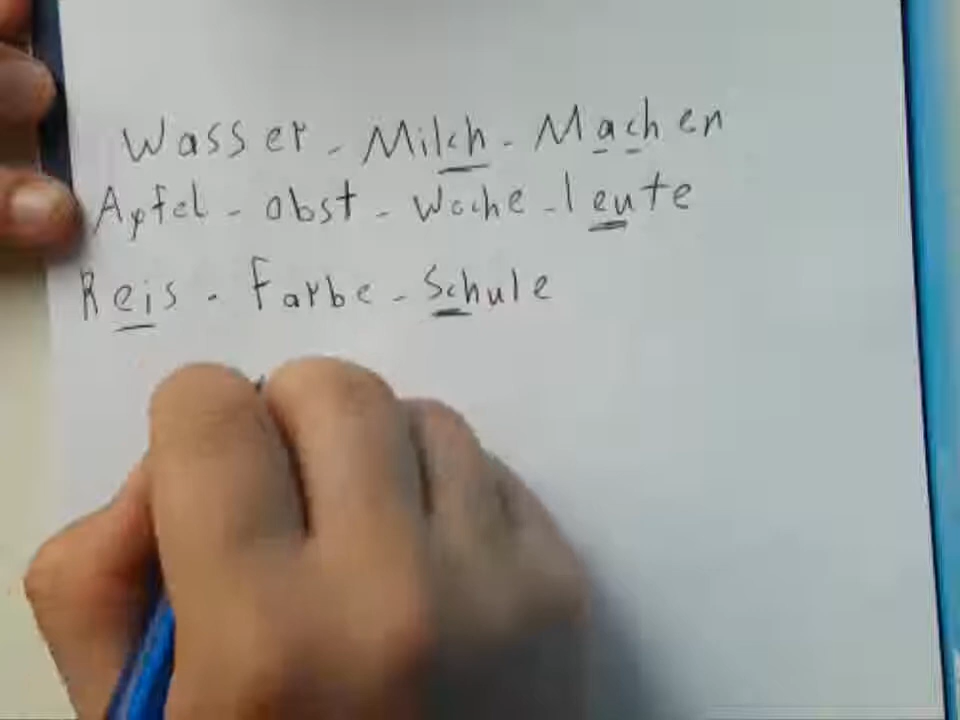 Wasser - Milch - Machen
Apfel - obst - woche - leute
Reis - Farbe - Schule